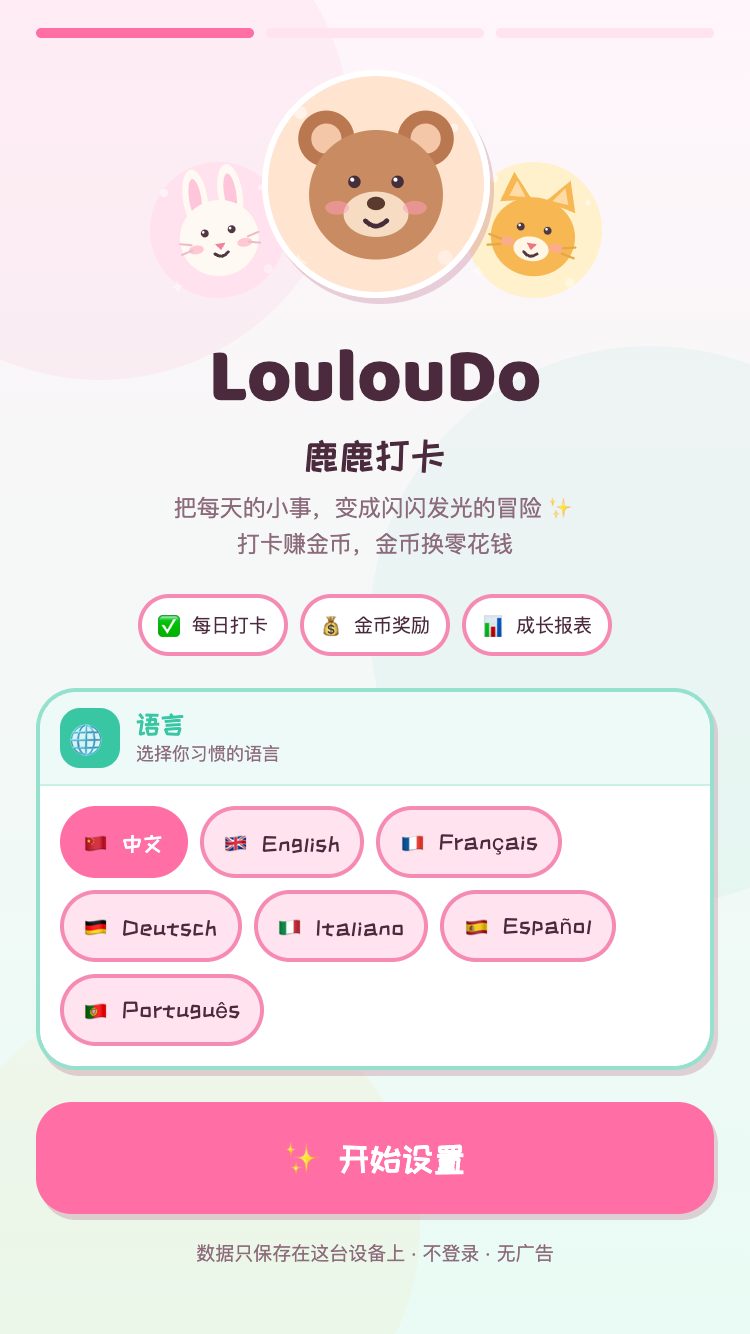 LoulouDo
鹿鹿打卡
把每天的小事，变成闪闪发光的冒险 ✨
打卡赚金币，金币换零花钱
✅ 每日打卡
💰 金币奖励
📊 成长报表
语言
选择你习惯的语言
🇨🇳 中文
🇬🇧 English
🇫🇷 Français
🇩🇪 Deutsch
🇮🇹 Italiano
🇪🇸 Español
🇵🇹 Português
✨ 开始设置
数据只保存在这台设备上 · 不登录 · 无广告